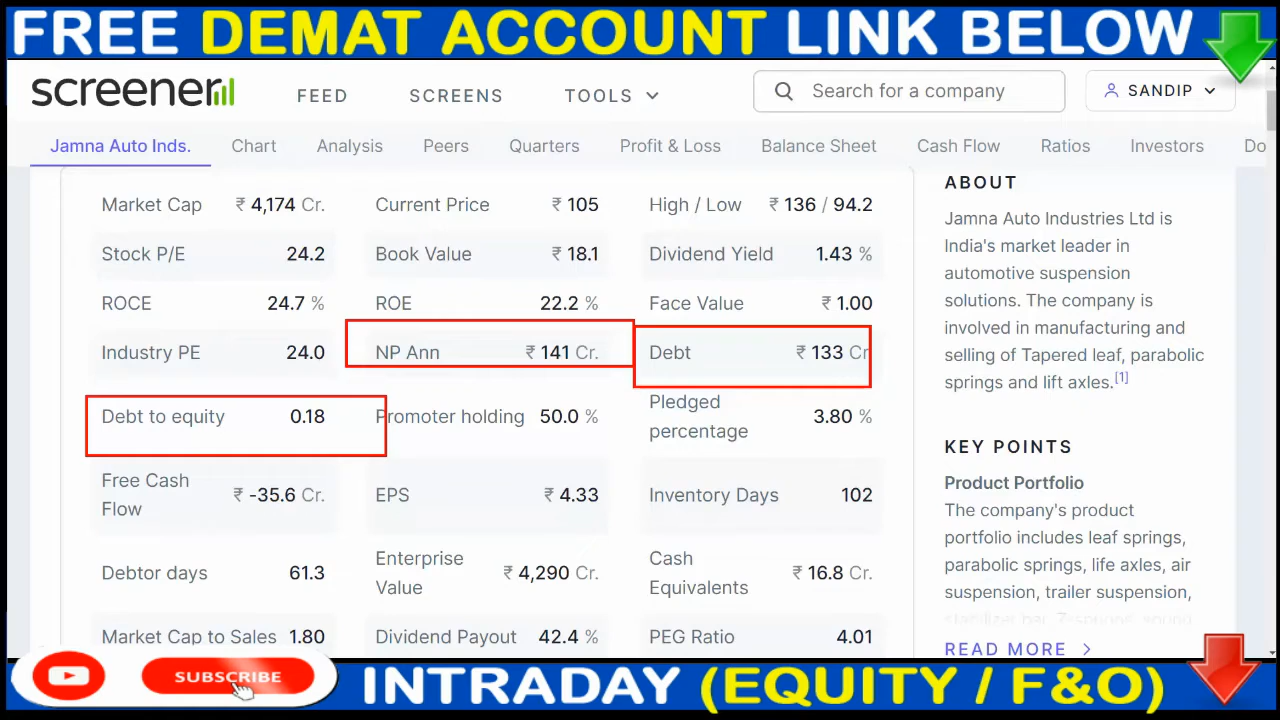 FREE DEMAT ACCOUNT LINK BELOW
screener
FEED SCREENS TOOLS
Search for a company
SANDIP
Jamna Auto Inds. Chart Analysis Peers Quarters Profit & Loss Balance Sheet Cash Flow Ratios Investors Do
Market Cap ₹ 4,174 Cr.
Current Price ₹ 105
High / Low ₹ 136 / 94.2
Stock P/E 24.2
Book Value ₹ 18.1
Dividend Yield 1.43 %
ROCE 24.7 %
ROE 22.2 %
Face Value ₹ 1.00
Industry PE 24.0
NP Ann ₹ 141 Cr.
Debt ₹ 133 Cr
Debt to equity 0.18
Promoter holding 50.0 %
Pledged
percentage 3.80 %
Free Cash
Flow ₹ -35.6 Cr.
EPS ₹ 4.33
Inventory Days 102
Debtor days 61.3
Enterprise
Value ₹ 4,290 Cr.
Cash
Equivalents ₹ 16.8 Cr.
Market Cap to Sales 1.80
Dividend Payout 42.4 %
PEG Ratio 4.01
ABOUT
Jamna Auto Industries Ltd is
India's market leader in
automotive suspension
solutions. The company is
involved in manufacturing and
selling of Tapered leaf, parabolic
springs and lift axles.[1]
KEY POINTS
Product Portfolio
The company's product
portfolio includes leaf springs,
parabolic springs, life axles, air
suspension, trailer suspension,
READ MORE
SUBSCRIBE
INTRADAY (EQUITY / F&O)